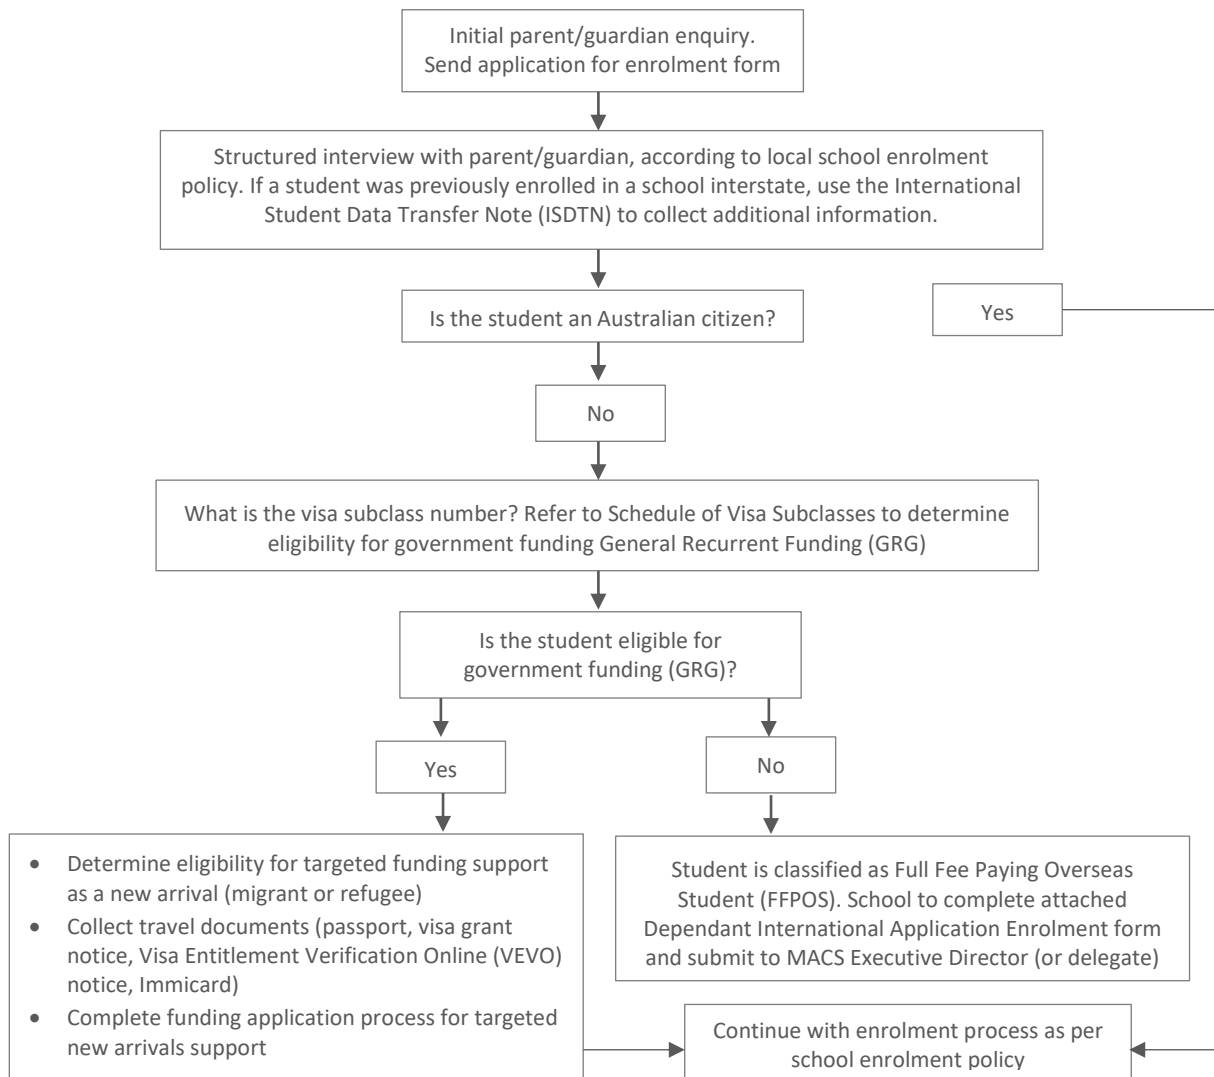 Initial parent/guardian enquiry.
Send application for enrolment form
Structured interview with parent/guardian, according to local school enrolment
policy. If a student was previously enrolled in a school interstate, use the International
Student Data Transfer Note (ISDTN) to collect additional information.
Is the student an Australian citizen?
Yes
No
What is the visa subclass number? Refer to Schedule of Visa Subclasses to determine
eligibility for government funding General Recurrent Funding (GRG)
Is the student eligible for
government funding (GRG)?
Yes
No
• Determine eligibility for targeted funding support
as a new arrival (migrant or refugee)
• Collect travel documents (passport, visa grant
notice, Visa Entitlement Verification Online (VEVO)
notice, Immicard)
• Complete funding application process for targeted
new arrivals support
Student is classified as Full Fee Paying Overseas
Student (FFPOS). School to complete attached
Dependant International Application Enrolment form
and submit to MACS Executive Director (or delegate)
Continue with enrolment process as per
school enrolment policy